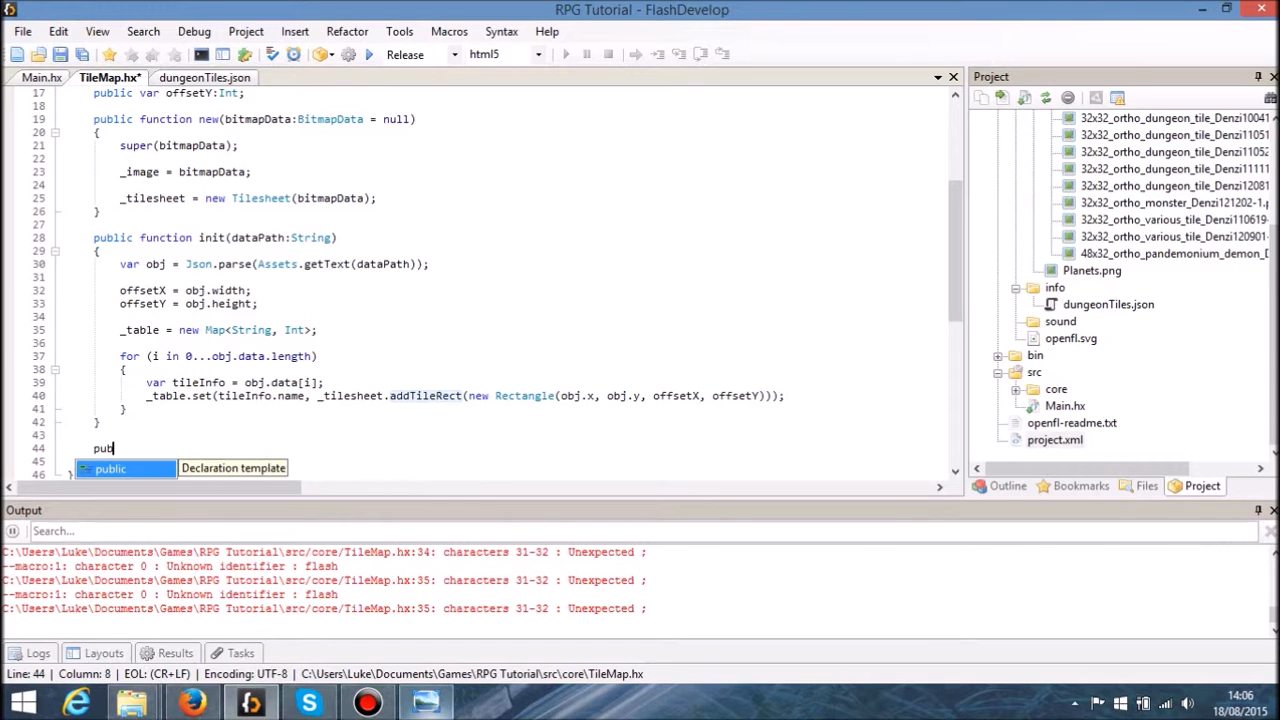 RPG Tutorial - FlashDevelop
File Edit View Search Debug Project Insert Refactor Tools Macros Syntax Help
Release html5
Main.hx TileMap.hx* dungeonTiles.json
17 public var offsetY:Int;
18
19 public function new(bitmapData:BitmapData = null)
20 {
21 super(bitmapData);
22
23 _image = bitmapData;
24
25 _tilesheet = new Tilesheet(bitmapData);
26 }
27
28 public function init(dataPath:String)
29 {
30 var obj = Json.parse(Assets.getText(dataPath));
31
32 offsetX = obj.width;
33 offsetY = obj.height;
34
35 _table = new Map<String, Int>;
36
37 for (i in 0...obj.data.length)
38 {
39 var tileInfo = obj.data[i];
40 _table.set(tileInfo.name, _tilesheet.addTileRect(new Rectangle(obj.x, obj.y, offsetX, offsetY)));
41 }
42 }
43
44 pub
45 public Declaration template
46 }
Project
32x32_ortho_dungeon_tile_Denzi10041
32x32_ortho_dungeon_tile_Denzi11051
32x32_ortho_dungeon_tile_Denzi11052
32x32_ortho_dungeon_tile_Denzi11111
32x32_ortho_dungeon_tile_Denzi12081
32x32_ortho_monster_Denzi121202-1.p
32x32_ortho_various_tile_Denzi110619
32x32_ortho_various_tile_Denzi120901
48x32_ortho_pandemonium_demon_D
Planets.png
info
dungeonTiles.json
sound
openfl.svg
bin
src
core
Main.hx
openfl-readme.txt
project.xml
Outline Bookmarks Files Project
Output
Search...
C:\Users\Luke\Documents\Games\RPG Tutorial\src/core/TileMap.hx:34: characters 31-32 : Unexpected ;
--macro:1: character 0 : Unknown identifier : flash
C:\Users\Luke\Documents\Games\RPG Tutorial\src/core/TileMap.hx:35: characters 31-32 : Unexpected ;
--macro:1: character 0 : Unknown identifier : flash
C:\Users\Luke\Documents\Games\RPG Tutorial\src/core/TileMap.hx:35: characters 31-32 : Unexpected ;
Logs Layouts Results Tasks
Line: 44 Column: 8 EOL: (CR+LF) Encoding: UTF-8 C:\Users\Luke\Documents\Games\RPG Tutorial\src\core\TileMap.hx
14:06
18/08/2015